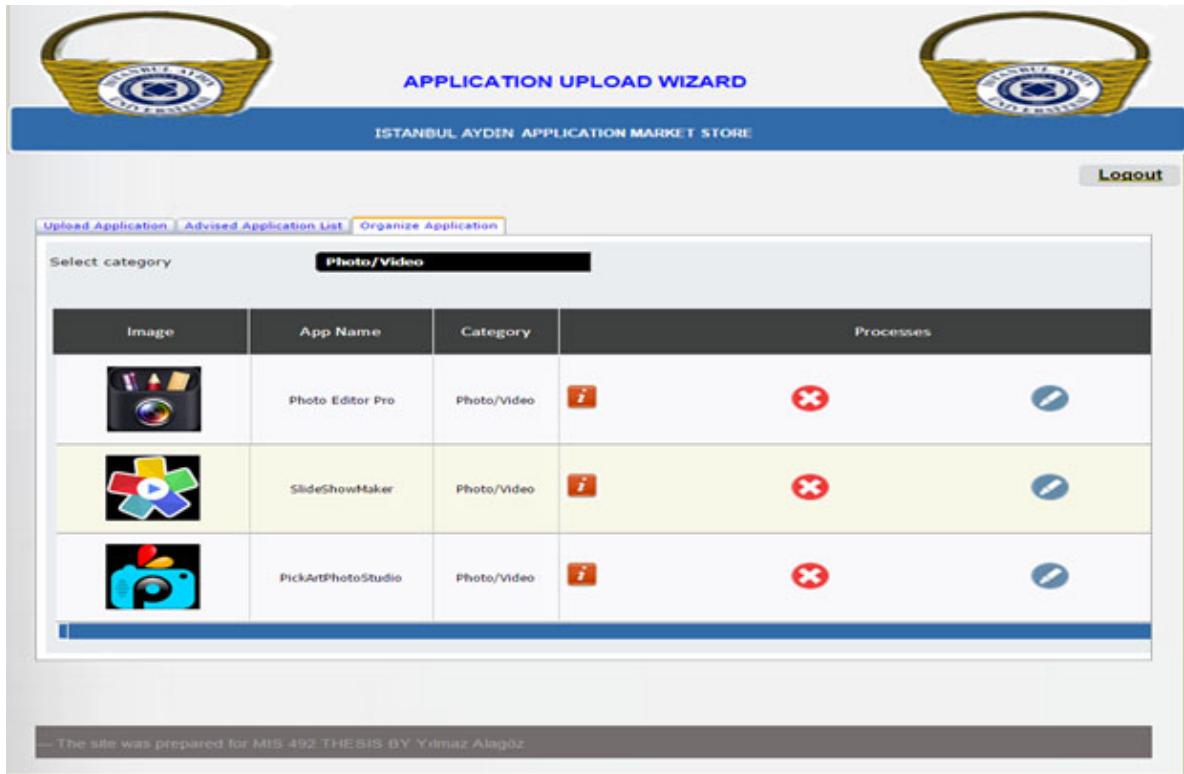 APPLICATION UPLOAD WIZARD
ISTANBUL AYDIN APPLICATION MARKET STORE
Logout
Upload Application Advised Application List Organize Application
Select category Photo/Video
Image App Name Category Processes
Photo Editor Pro Photo/Video
SlideShowMaker Photo/Video
PickArtPhotoStudio Photo/Video
— The site was prepared for MIS 492 THESIS BY Yılmaz Alagöz